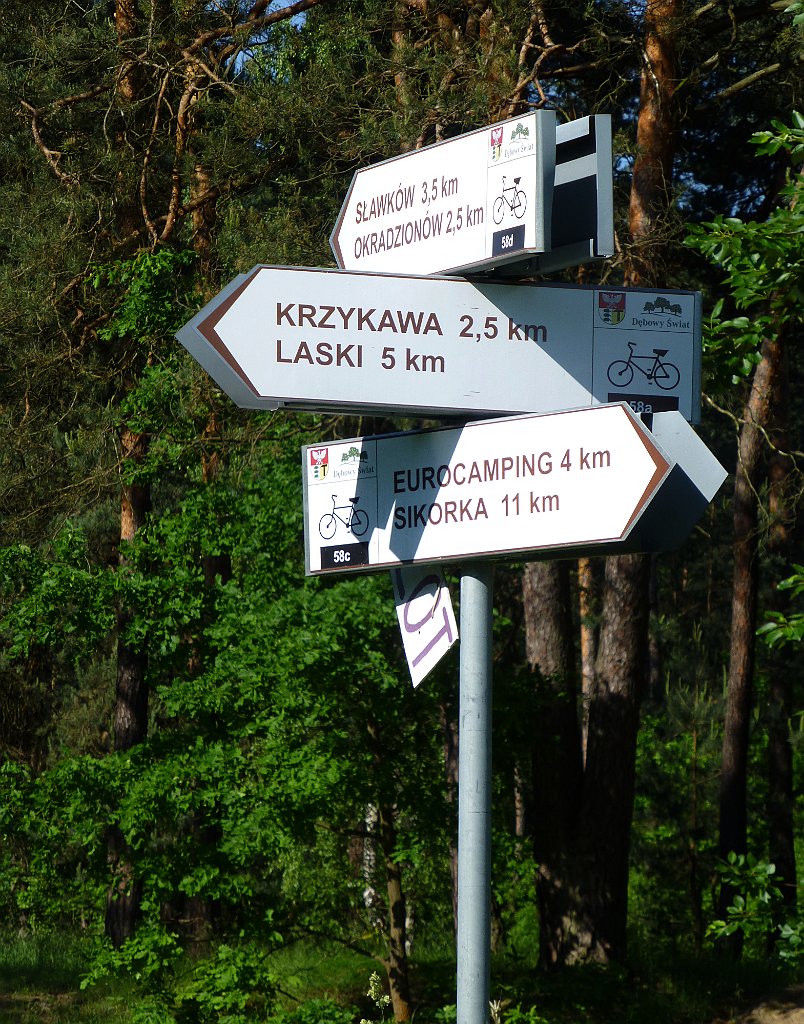 Dębowy Świat
SŁAWKÓW 3,5 km
OKRADZIONÓW 2,5 km
58d
KRZYKAWA 2,5 km
LASKI 5 km
Dębowy Świat
58a
Dębowy Świat
EUROCAMPING 4 km
SIKORKA 11 km
58c
OT